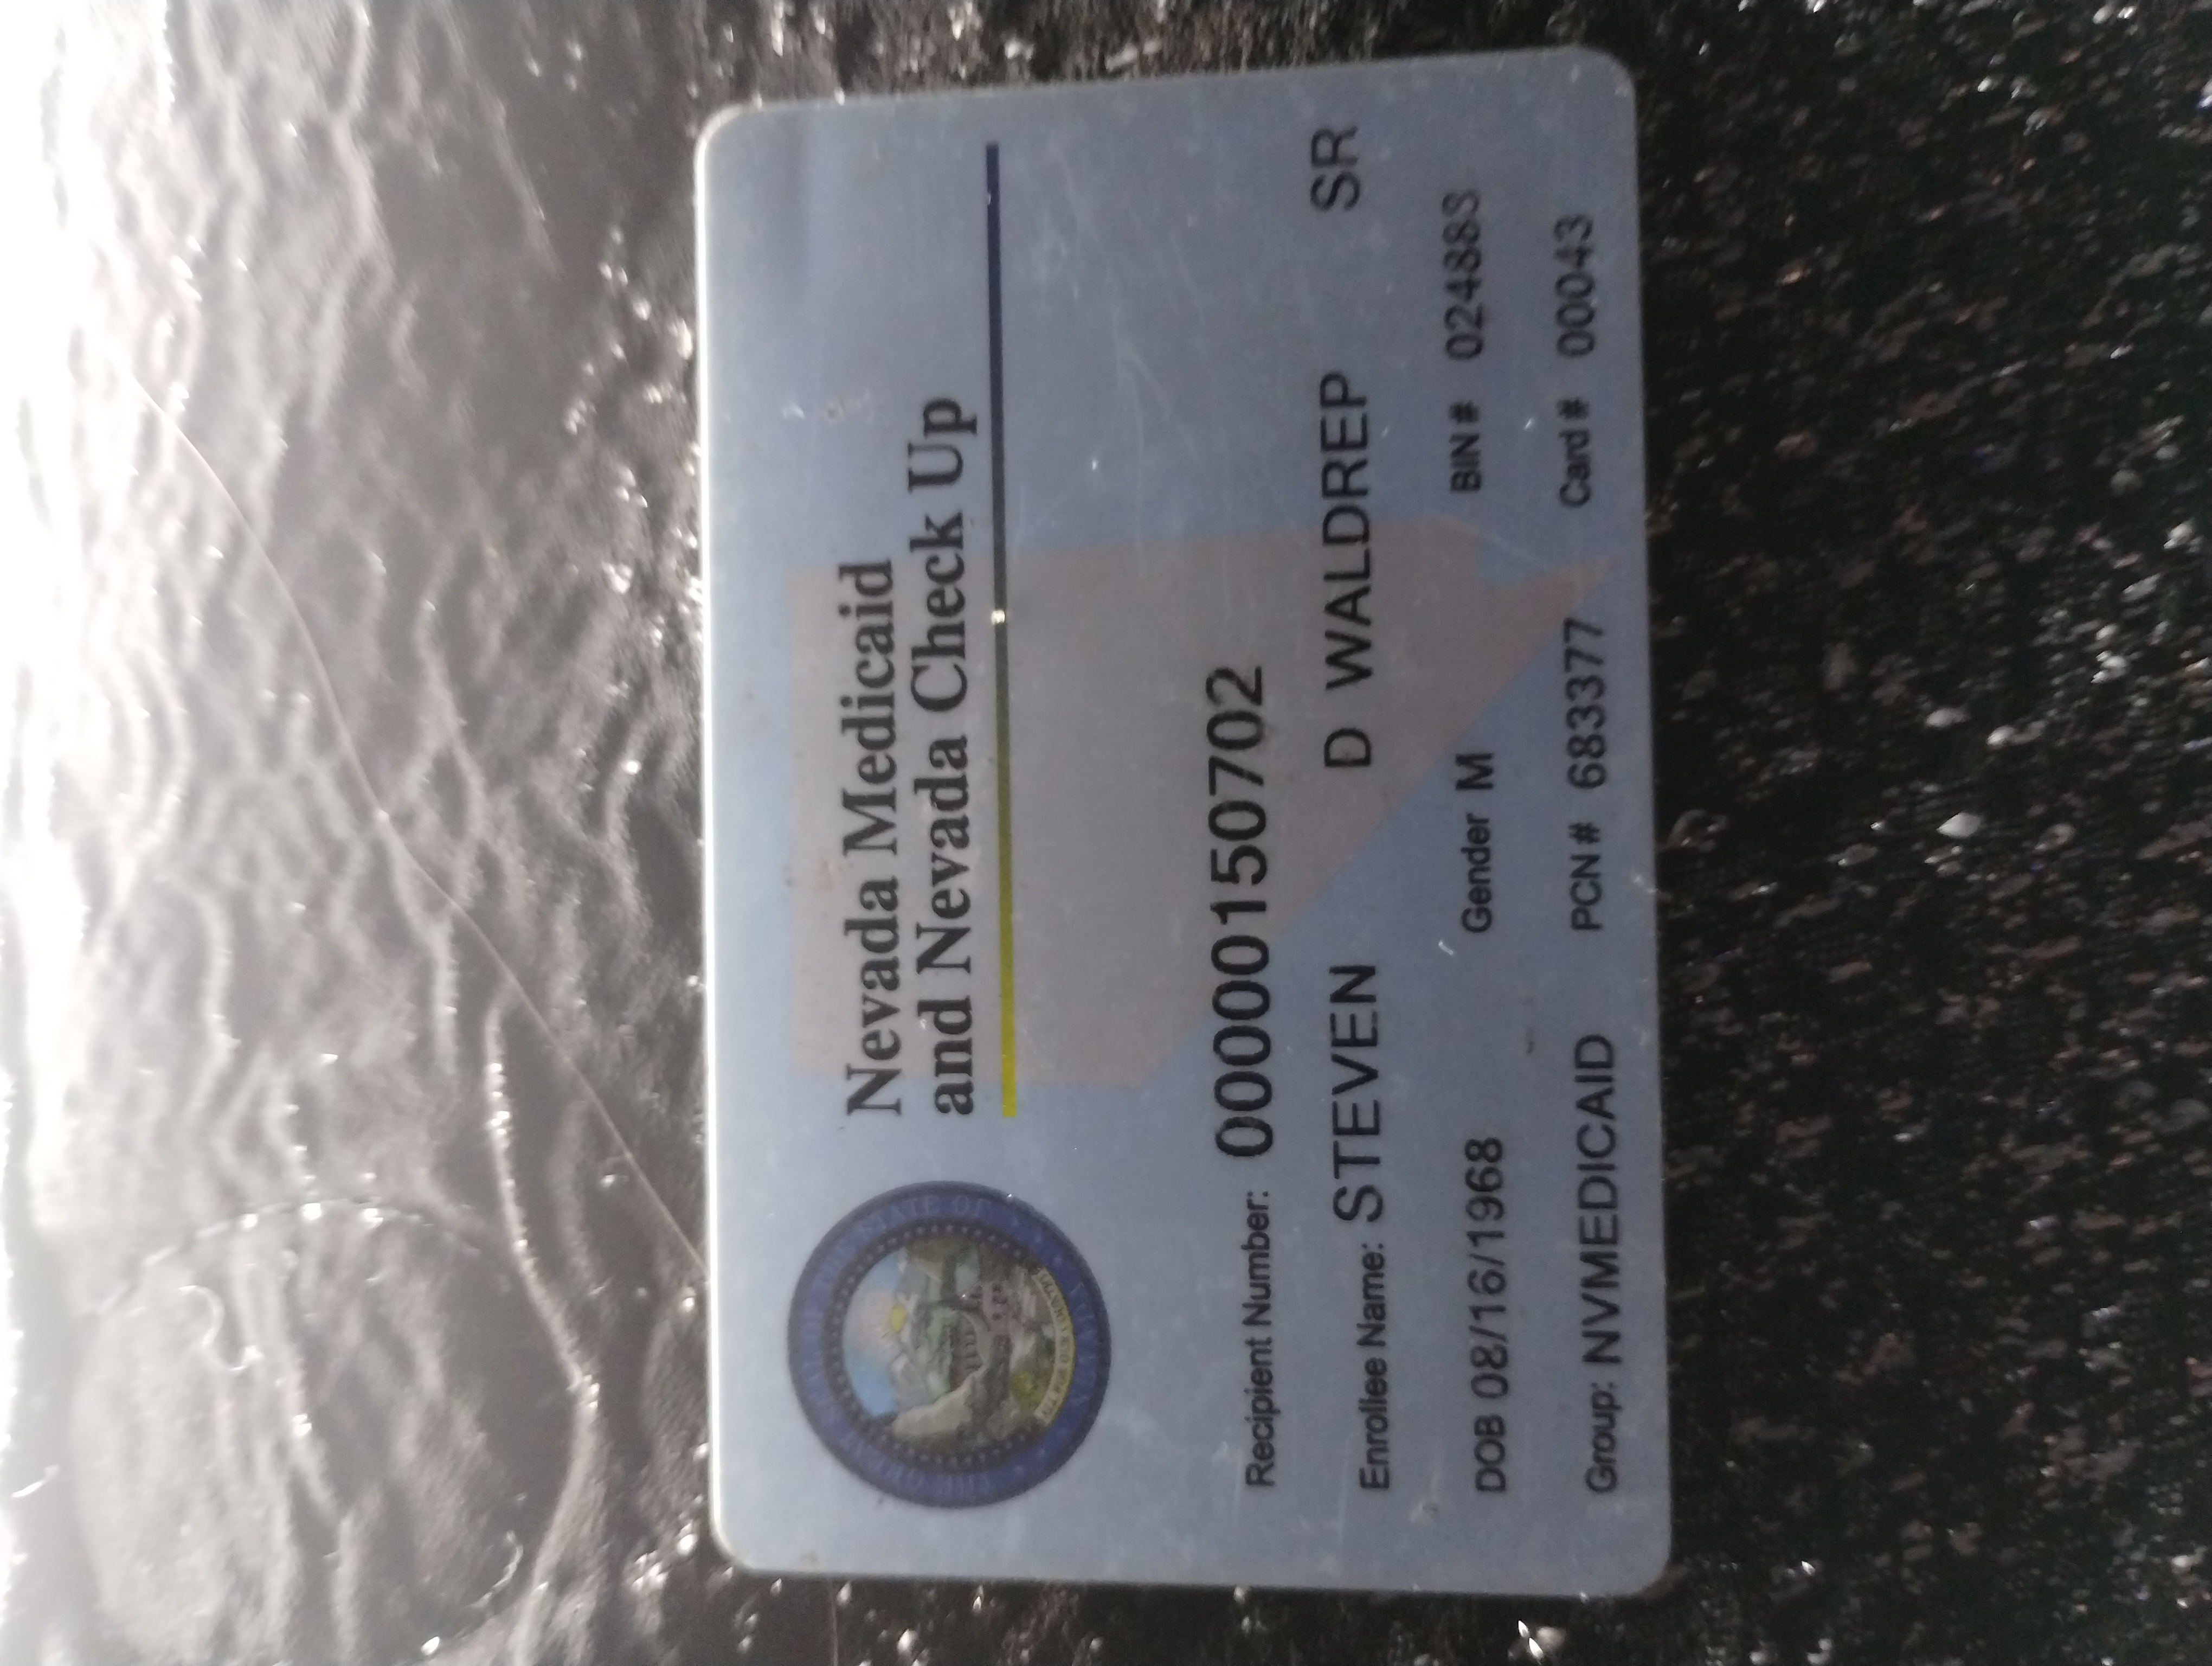 Nevada Medicaid
and Nevada Check Up
Recipient Number: 00000150702
Enrollee Name: STEVEN D WALDREP SR
DOB 08/16/1968 Gender M BIN # 02488S
Group: NVMEDICAID PCN # 683377 Card # 00043